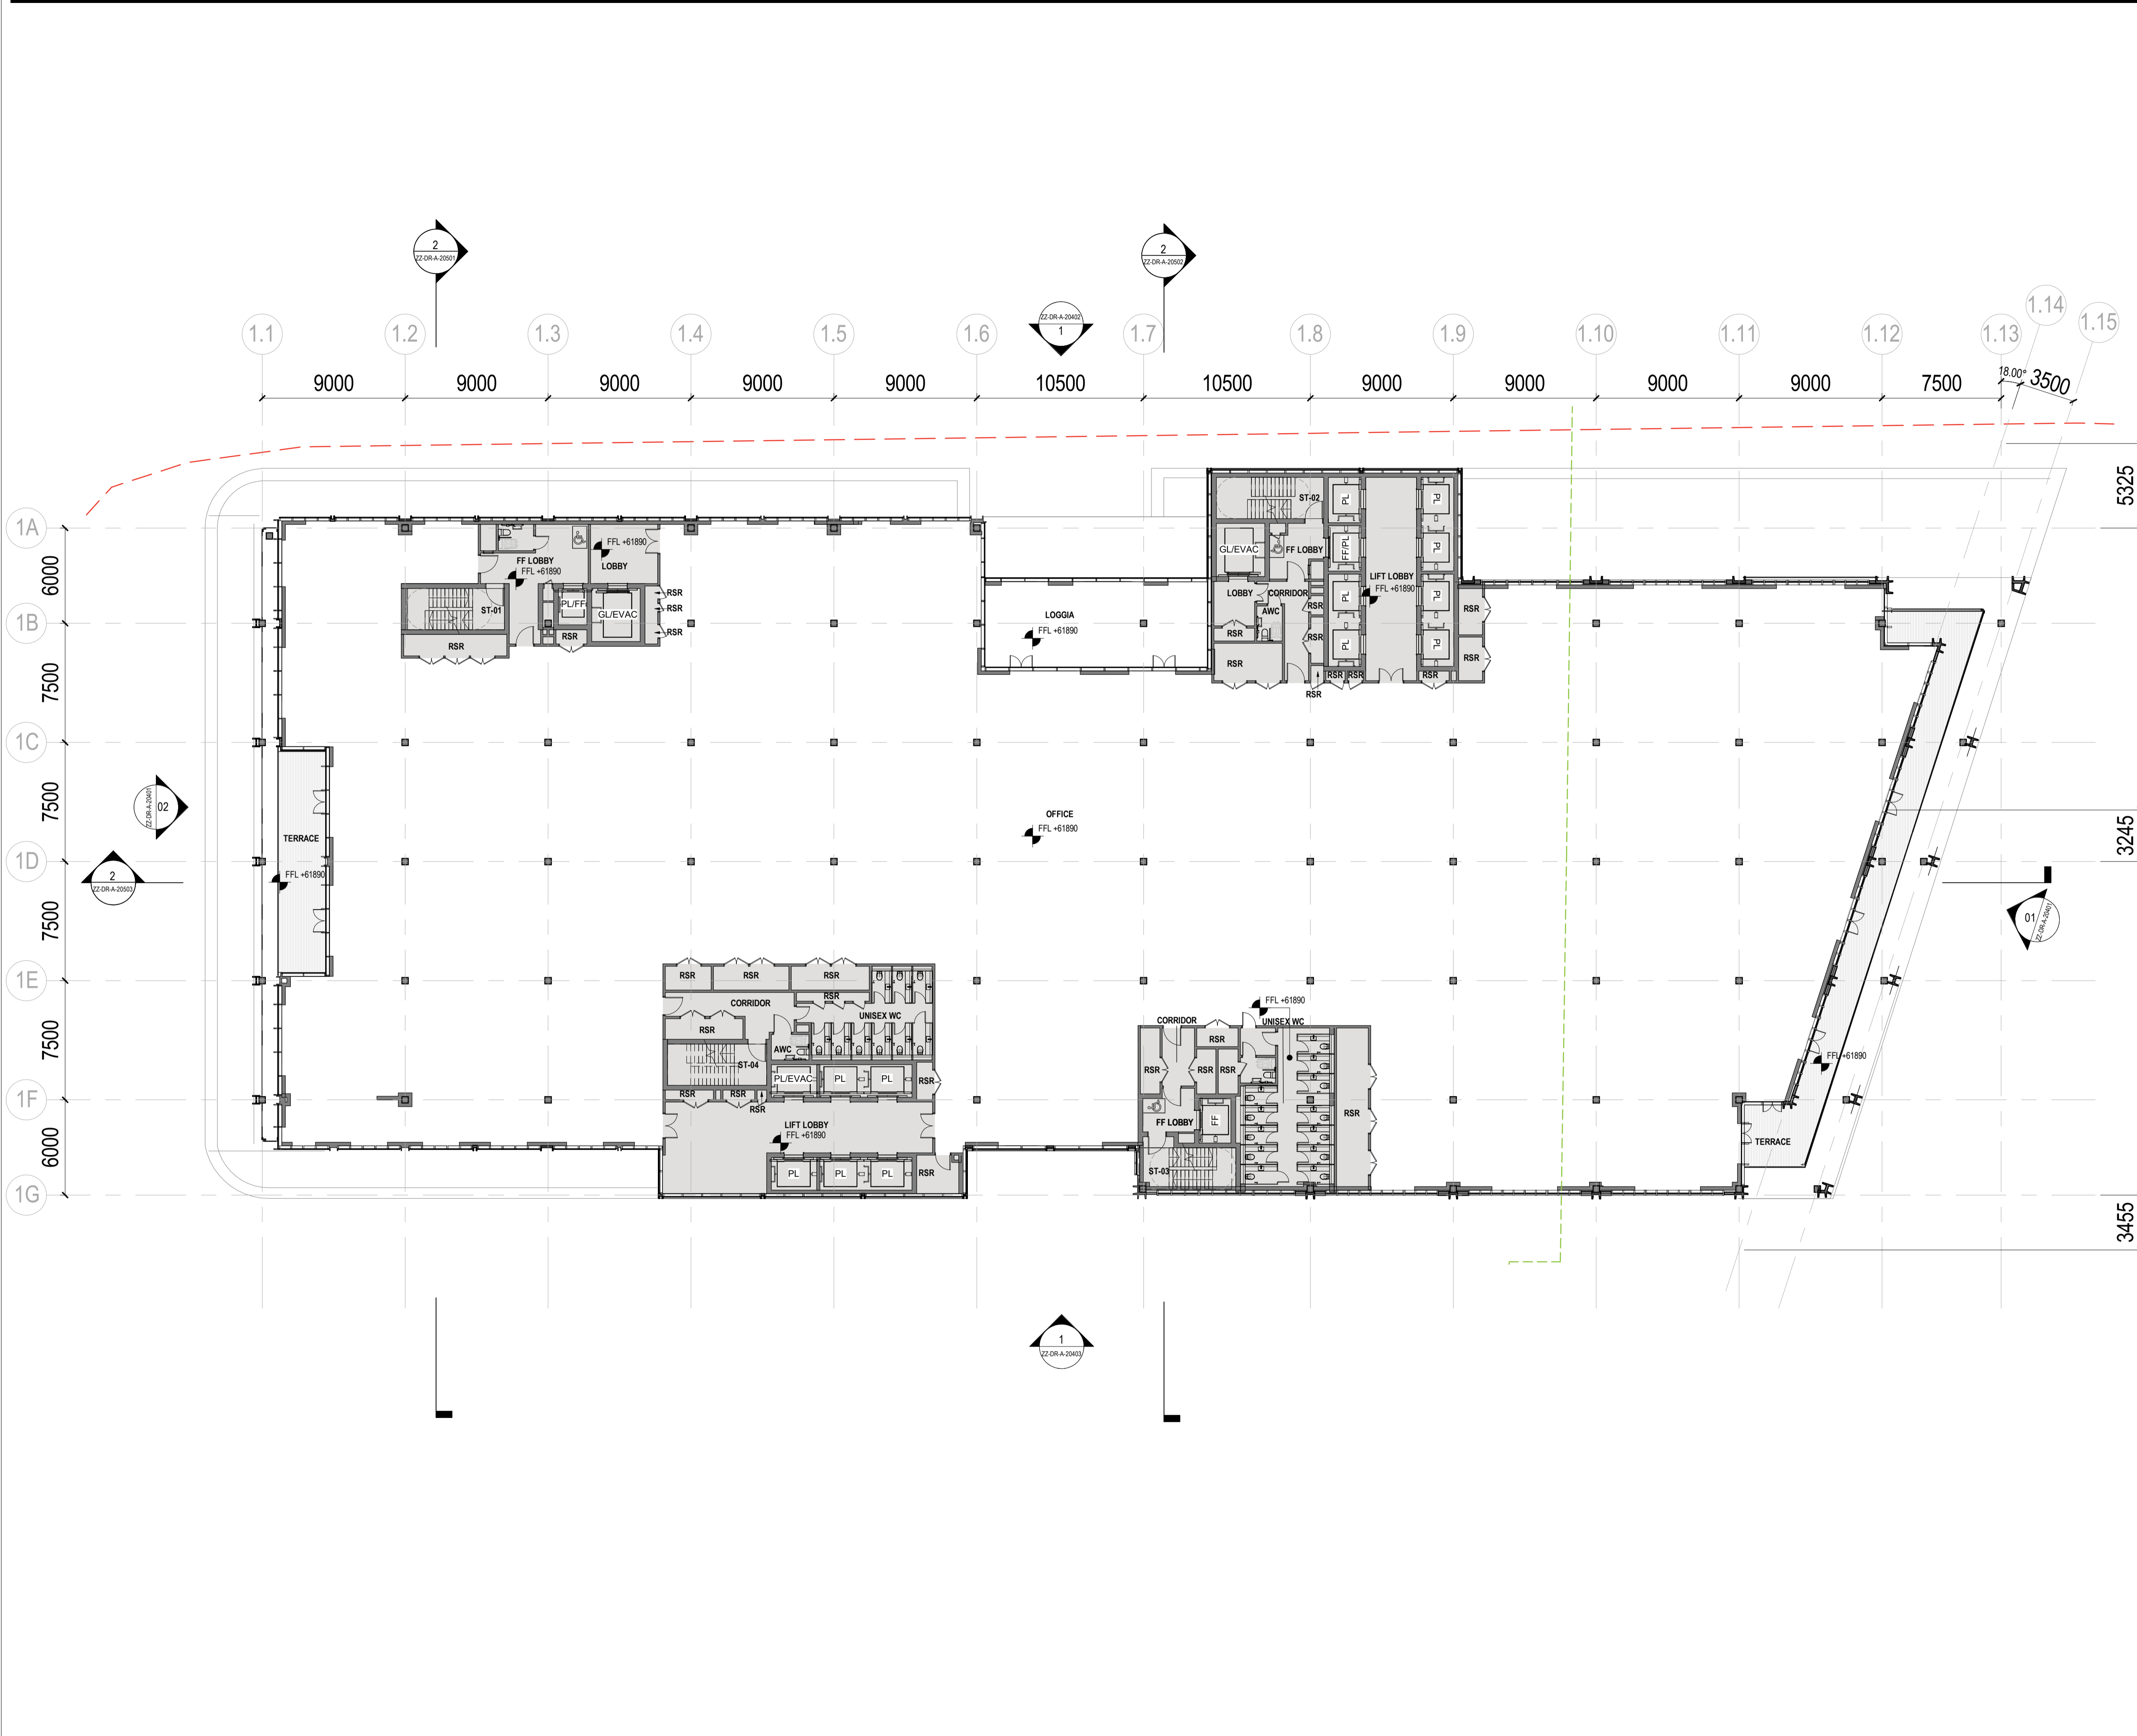 2
ZZ-DR-A-20501
2
ZZ-DR-A-20502
ZZ-DR-A-20402
1
1.1
1.2
1.3
1.4
1.5
1.6
1.7
1.8
1.9
1.10
1.11
1.12
1.13
1.14
1.15
9000
9000
9000
9000
9000
10500
10500
9000
9000
9000
9000
7500
18.00°
3500
1A
1B
1C
1D
1E
1F
1G
6000
7500
7500
7500
7500
6000
5325
3245
3455
FF LOBBY
FFL +61890
FFL +61890
LOBBY
ST-01
PL/FF
GL/EVAC
RSR
RSR
RSR
RSR
RSR
LOGGIA
FFL +61890
ST-02
GL/EVAC
FF LOBBY
LOBBY
CORRIDOR
AWC
RSR
RSR
RSR
RSR
RSR
RSR
RSR
PL
FF/PL
PL
PL
LIFT LOBBY
FFL +61890
PL
PL
PL
PL
RSR
RSR
RSR
TERRACE
FFL +61890
OFFICE
FFL +61890
02
ZZ-DR-A-20401
2
ZZ-DR-A-20503
01
ZZ-DR-A-20401
RSR
RSR
RSR
RSR
CORRIDOR
UNISEX WC
RSR
AWC
ST-04
PL/EVAC
PL
PL
RSR
RSR
RSR
RSR
LIFT LOBBY
FFL +61890
PL
PL
PL
RSR
FFL +61890
CORRIDOR
UNISEX WC
RSR
RSR
RSR
RSR
RSR
FF LOBBY
FF
ST-03
FFL +61890
TERRACE
1
ZZ-DR-A-20403